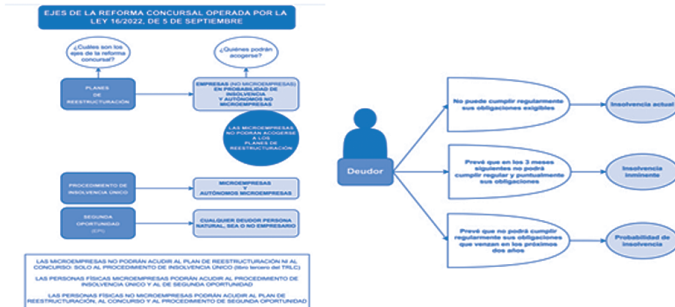 EJES DE LA REFORMA CONCURSAL OPERADA POR LA
LEY 16/2022, DE 5 DE SEPTIEMBRE
¿Cuáles son los
ejes de la reforma
concursal?
¿Quiénes podrán
acogerse?
PLANES
DE
REESTRUCTURACIÓN
EMPRESAS (NO MICROEMPRESAS)
EN PROBABILIDAD DE
INSOLVENCIA
Y AUTÓNOMOS NO
MICROEMPRESAS
LAS MICROEMPRESAS
NO PODRÁN ACOGERSE
A LOS
PLANES DE
REESTRUCTURACIÓN
PROCEDIMIENTO DE
INSOLVENCIA ÚNICO
MICROEMPRESAS
Y
AUTÓNOMOS MICROEMPRESAS
SEGUNDA
OPORTUNIDAD
(EPI)
CUALQUIER DEUDOR PERSONA
NATURAL, SEA O NO EMPRESARIO
LAS MICROEMPRESAS NO PODRÁN ACUDIR AL PLAN DE REESTRUCTURACIÓN NI AL
CONCURSO: SOLO AL PROCEDIMIENTO DE INSOLVENCIA ÚNICO (libro tercero del TRLC)
LAS PERSONAS FÍSICAS MICROEMPRESAS PODRÁN ACUDIR AL PROCEDIMIENTO DE
INSOLVENCIA ÚNICO Y AL DE SEGUNDA OPORTUNIDAD
LAS PERSONAS FÍSICAS NO MICROEMPRESAS PODRÁN ACUDIR AL PLAN DE
REESTRUCTURACIÓN, AL CONCURSO Y AL PROCEDIMIENTO DE SEGUNDA OPORTUNIDAD
Deudor
No puede cumplir regularmente
sus obligaciones exigibles
Insolvencia actual
Prevé que en los 3 meses
siguientes no podrá
cumplir regular y puntualmente
sus obligaciones
Insolvencia
inminente
Prevé que no podrá cumplir
regularmente sus obligaciones
que venzan en los próximos
dos años
Probabilidad de
insolvencia